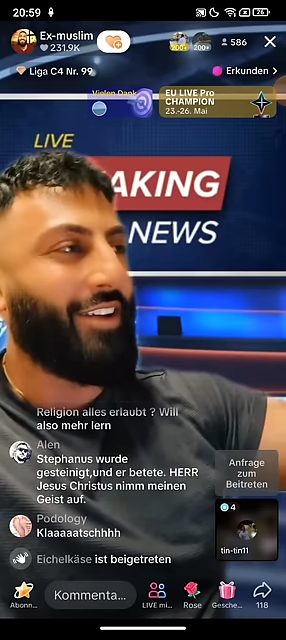 20:59
26
Ex-muslim
231.9K
200+
200+
586
Liga C4 Nr. 99
Erkunden >
Vielen Dank
EU LIVE Pro
CHAMPION
23.-26. Mai
LIVE
AKING
NEWS
Religion alles erlaubt ? Will
also mehr lern
Alen
Stephanus wurde
gesteinigt,und er betete. HERR
Jesus Christus nimm meinen
Geist auf.
Anfrage
zum
Beitreten
Podology
Klaaaaatschhhh
4
tin-tin11
Eichelkäse ist beigetreten
Kommenta...
Abonn...
LIVE mi...
Rose
Gesche...
118